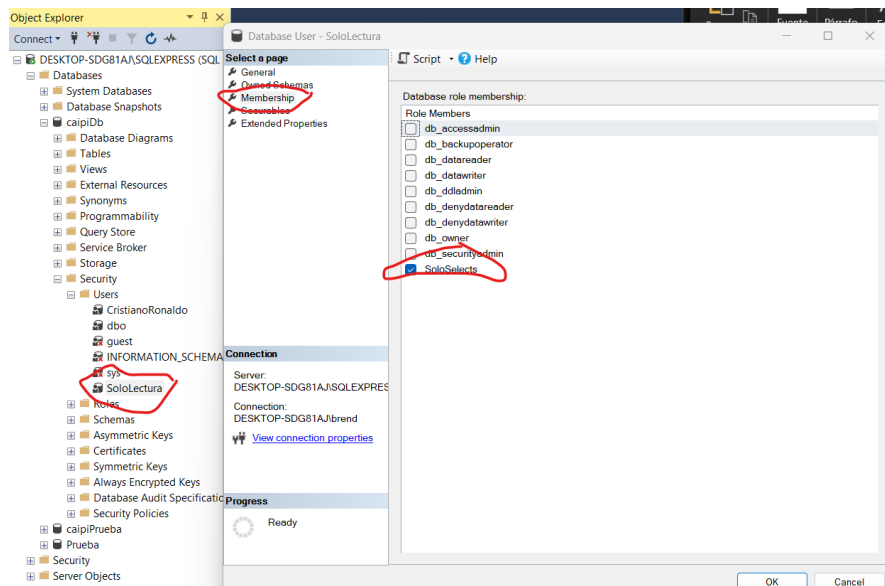 Object Explorer
Connect
DESKTOP-SDG81AJ\SQLEXPRESS (SQL
Databases
System Databases
Database Snapshots
caipiDb
Database Diagrams
Tables
Views
External Resources
Synonyms
Programmability
Query Store
Service Broker
Storage
Security
Users
CristianoRonaldo
dbo
guest
INFORMATION_SCHEMA
sys
SoloLectura
Roles
Schemas
Asymmetric Keys
Certificates
Symmetric Keys
Always Encrypted Keys
Database Audit Specificatio
Security Policies
caipiPrueba
Prueba
Security
Server Objects
Fuente
Párrafo
Database User - SoloLectura
Select a page
General
Owned Schemas
Membership
Securables
Extended Properties
Connection
Server:
DESKTOP-SDG81AJ\SQLEXPRES
Connection:
DESKTOP-SDG81AJ\brend
View connection properties
Progress
Ready
Script
Help
Database role membership:
Role Members
db_accessadmin
db_backupoperator
db_datareader
db_datawriter
db_ddladmin
db_denydatareader
db_denydatawriter
db_owner
db_securityadmin
SoloSelects
OK
Cancel